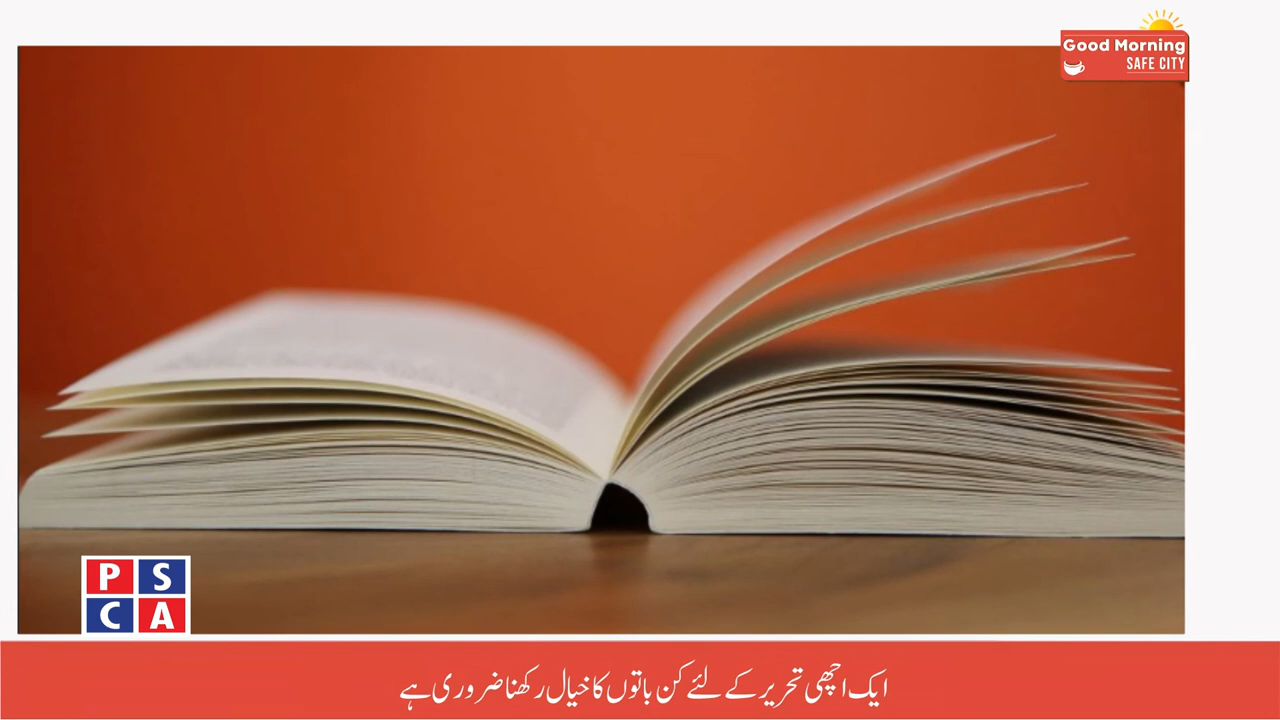 Good Morning
SAFE CITY
P S
C A
ایک اچھی تحریر کے لئے کن باتوں کا خیال رکھنا ضروری ہے